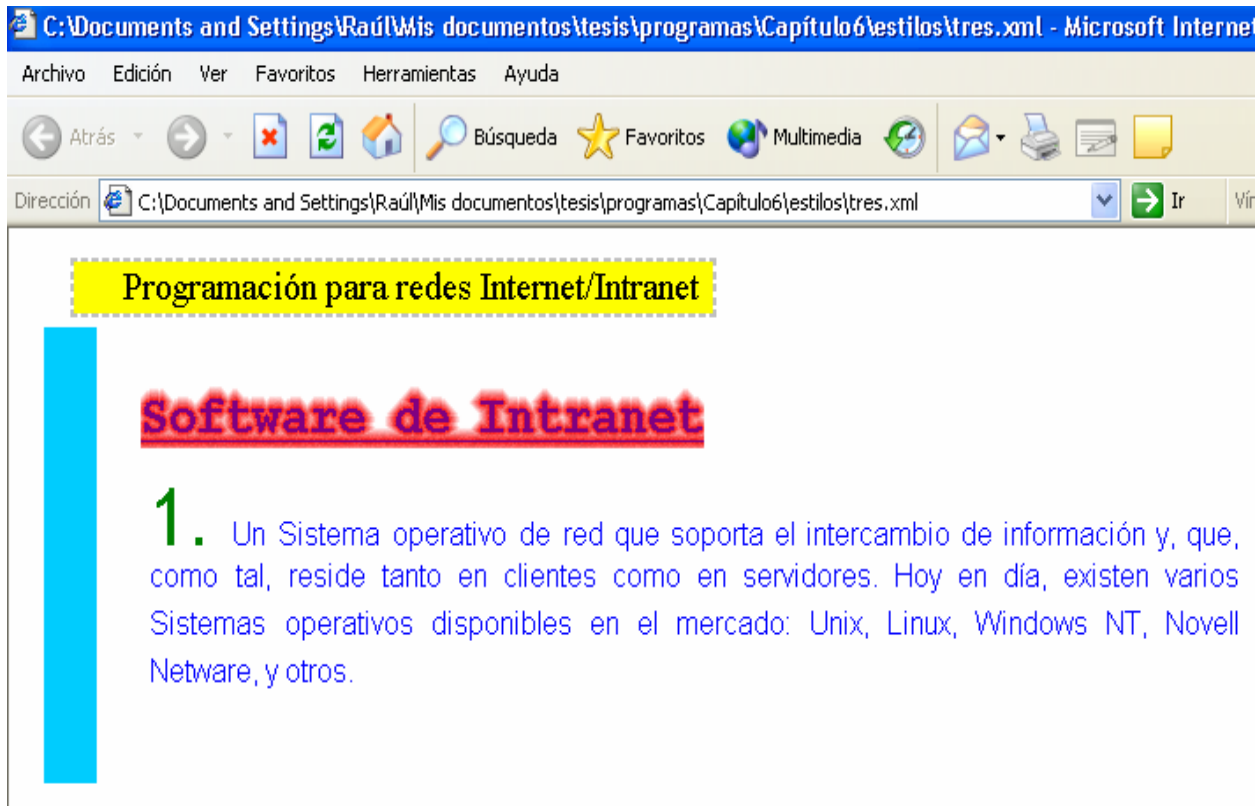 C:\Documents and Settings\Raúl\Mis documentos\tesis\programas\Capítulo6\estilos\tres.xml - Microsoft Internet
Archivo Edición Ver Favoritos Herramientas Ayuda
Atrás Búsqueda Favoritos Multimedia
Dirección C:\Documents and Settings\Raúl\Mis documentos\tesis\programas\Capítulo6\estilos\tres.xml Ir
Programación para redes Internet/Intranet
Software de Intranet
1. Un Sistema operativo de red que soporta el intercambio de información y, que,
como tal, reside tanto en clientes como en servidores. Hoy en día, existen varios
Sistemas operativos disponibles en el mercado: Unix, Linux, Windows NT, Novell
Netware, y otros.